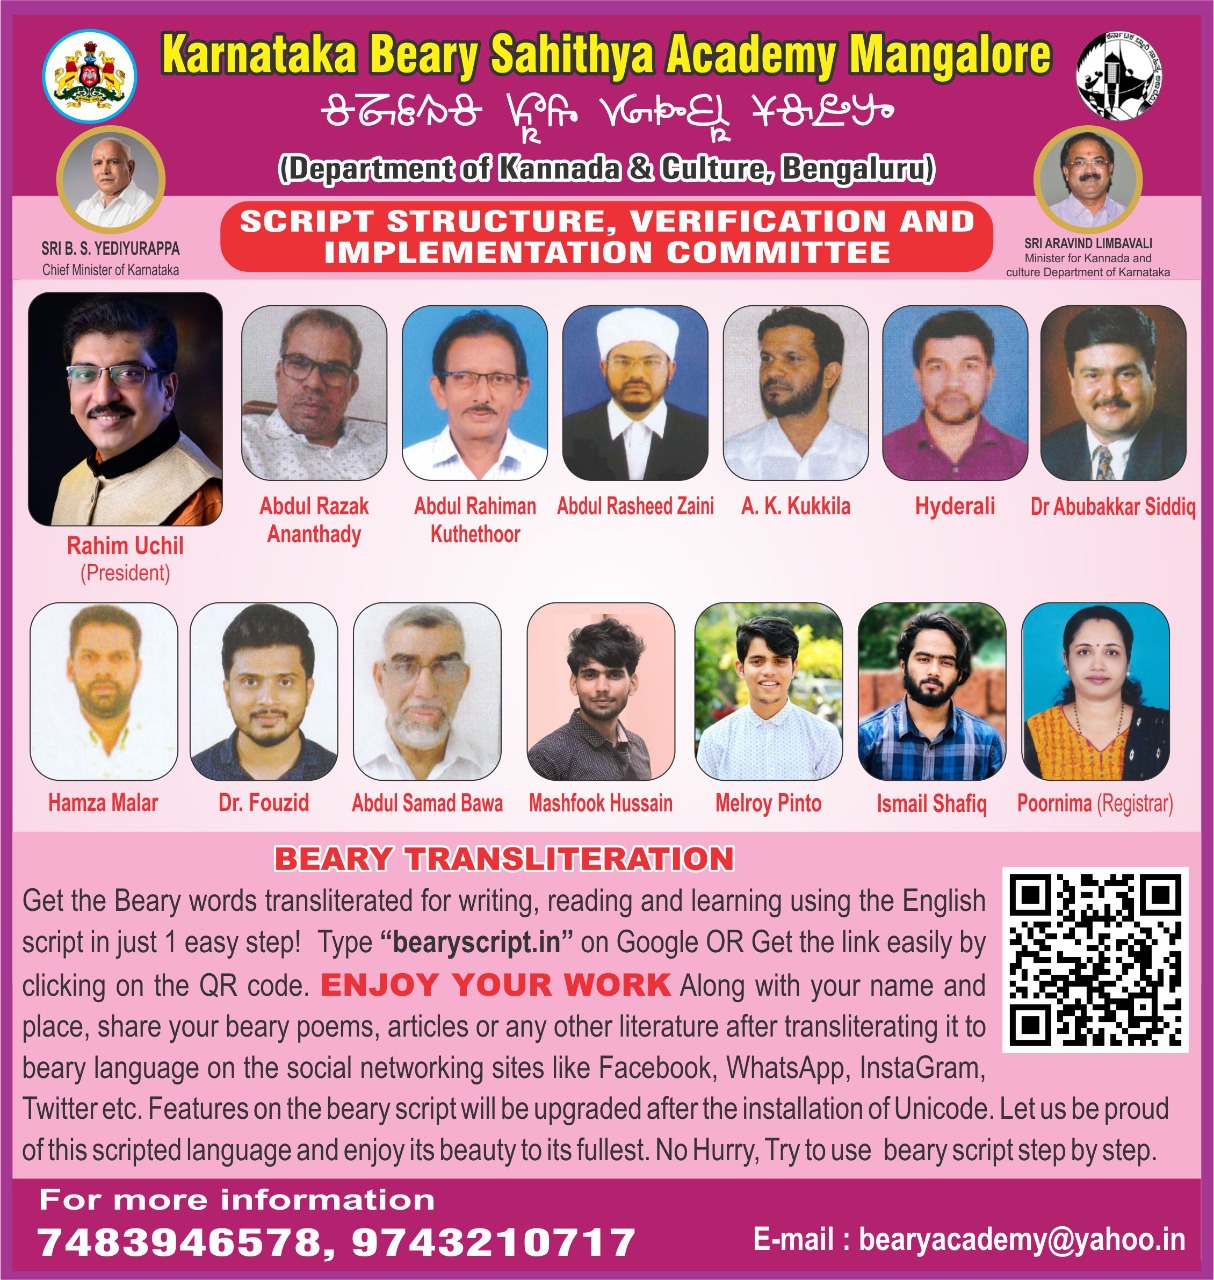 Karnataka Beary Sahithya Academy Mangalore
(Department of Kannada & Culture, Bengaluru)
SCRIPT STRUCTURE, VERIFICATION AND
IMPLEMENTATION COMMITTEE
SRI B. S. YEDIYURAPPA
Chief Minister of Karnataka
SRI ARAVIND LIMBAVALI
Minister for Kannada and
culture Department of Karnataka
Rahim Uchil
(President)
Abdul Razak
Ananthady
Abdul Rahiman
Kuthethoor
Abdul Rasheed Zaini
A. K. Kukkila
Hyderali
Dr Abubakkar Siddiq
Hamza Malar
Dr. Fouzid
Abdul Samad Bawa
Mashfook Hussain
Melroy Pinto
Ismail Shafiq
Poornima (Registrar)
BEARY TRANSLITERATION
Get the Beary words transliterated for writing, reading and learning using the English
script in just 1 easy step! Type “bearyscript.in” on Google OR Get the link easily by
clicking on the QR code. ENJOY YOUR WORK Along with your name and
place, share your beary poems, articles or any other literature after transliterating it to
beary language on the social networking sites like Facebook, WhatsApp, InstaGram,
Twitter etc. Features on the beary script will be upgraded after the installation of Unicode. Let us be proud
of this scripted language and enjoy its beauty to its fullest. No Hurry, Try to use beary script step by step.
For more information
7483946578, 9743210717
E-mail : bearyacademy@yahoo.in